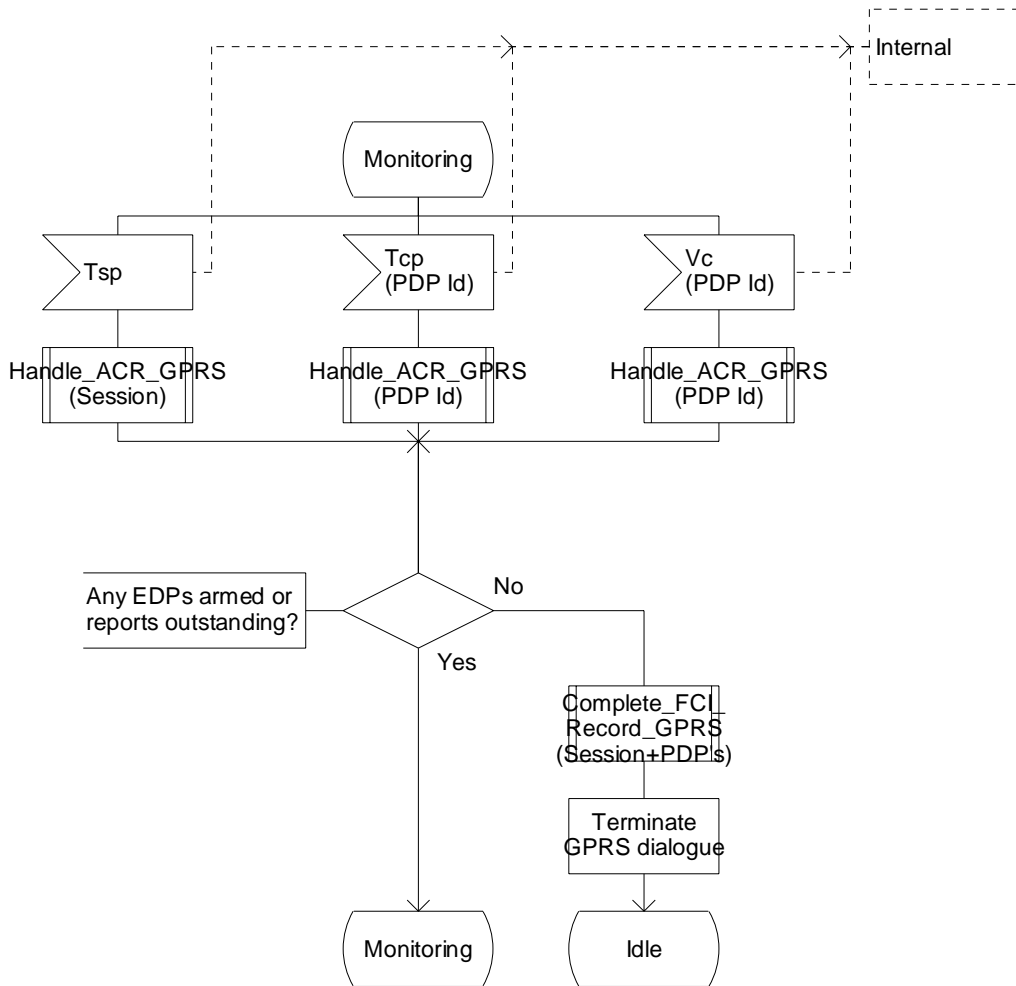 Internal
Monitoring
Tsp
Tcp
(PDP Id)
Vc
(PDP Id)
Handle_ACR_GPRS
(Session)
Handle_ACR_GPRS
(PDP Id)
Handle_ACR_GPRS
(PDP Id)
Any EDPs armed or
reports outstanding?
No
Yes
Complete_FCI_
Record_GPRS
(Session+PDP's)
Terminate
GPRS dialogue
Monitoring
Idle